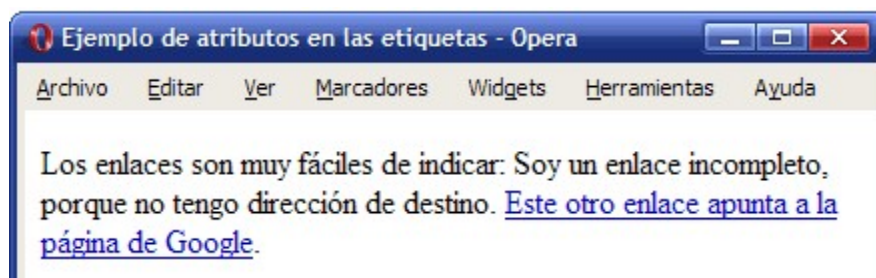 Ejemplo de atributos en las etiquetas - Opera
Archivo Editar Ver Marcadores Widgets Herramientas Ayuda
Los enlaces son muy fáciles de indicar: Soy un enlace incompleto,
porque no tengo dirección de destino. Este otro enlace apunta a la
página de Google.